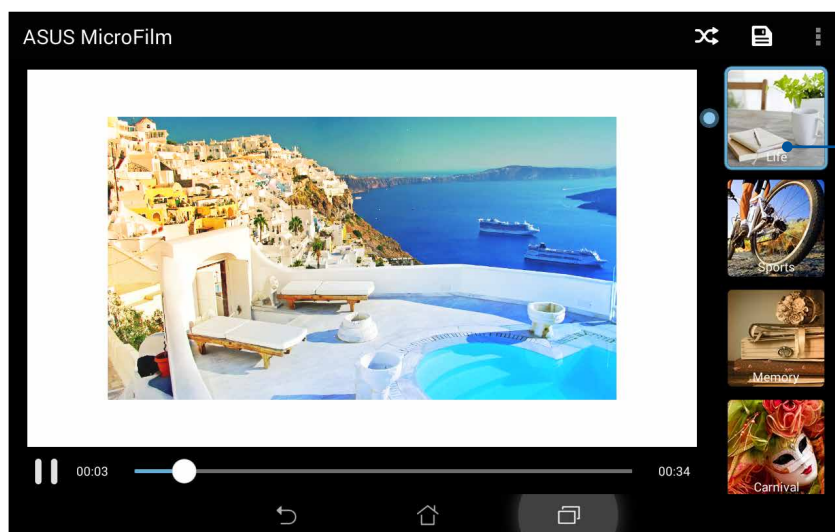 ASUS MicroFilm
Life
Sports
Memory
Carnival
00:03
00:34